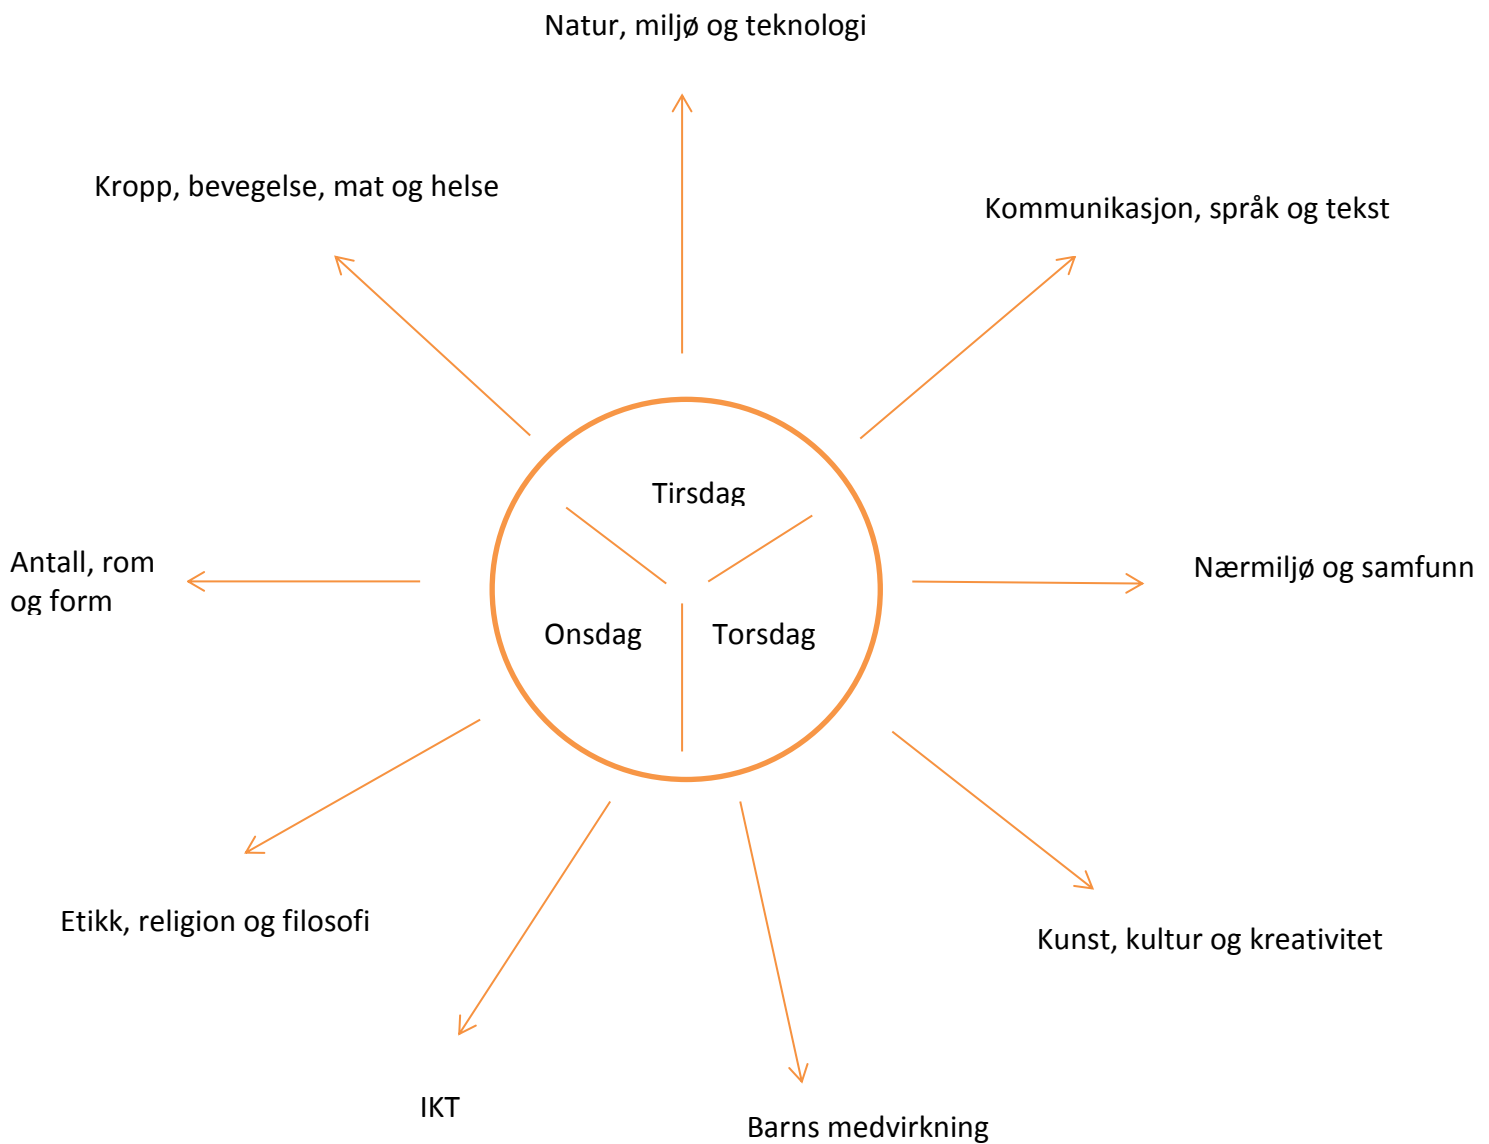 Natur, miljø og teknologi
Kropp, bevegelse, mat og helse
Kommunikasjon, språk og tekst
Tirsdag
Antall, rom
og form
Nærmiljø og samfunn
Onsdag
Torsdag
Etikk, religion og filosofi
Kunst, kultur og kreativitet
IKT
Barns medvirkning